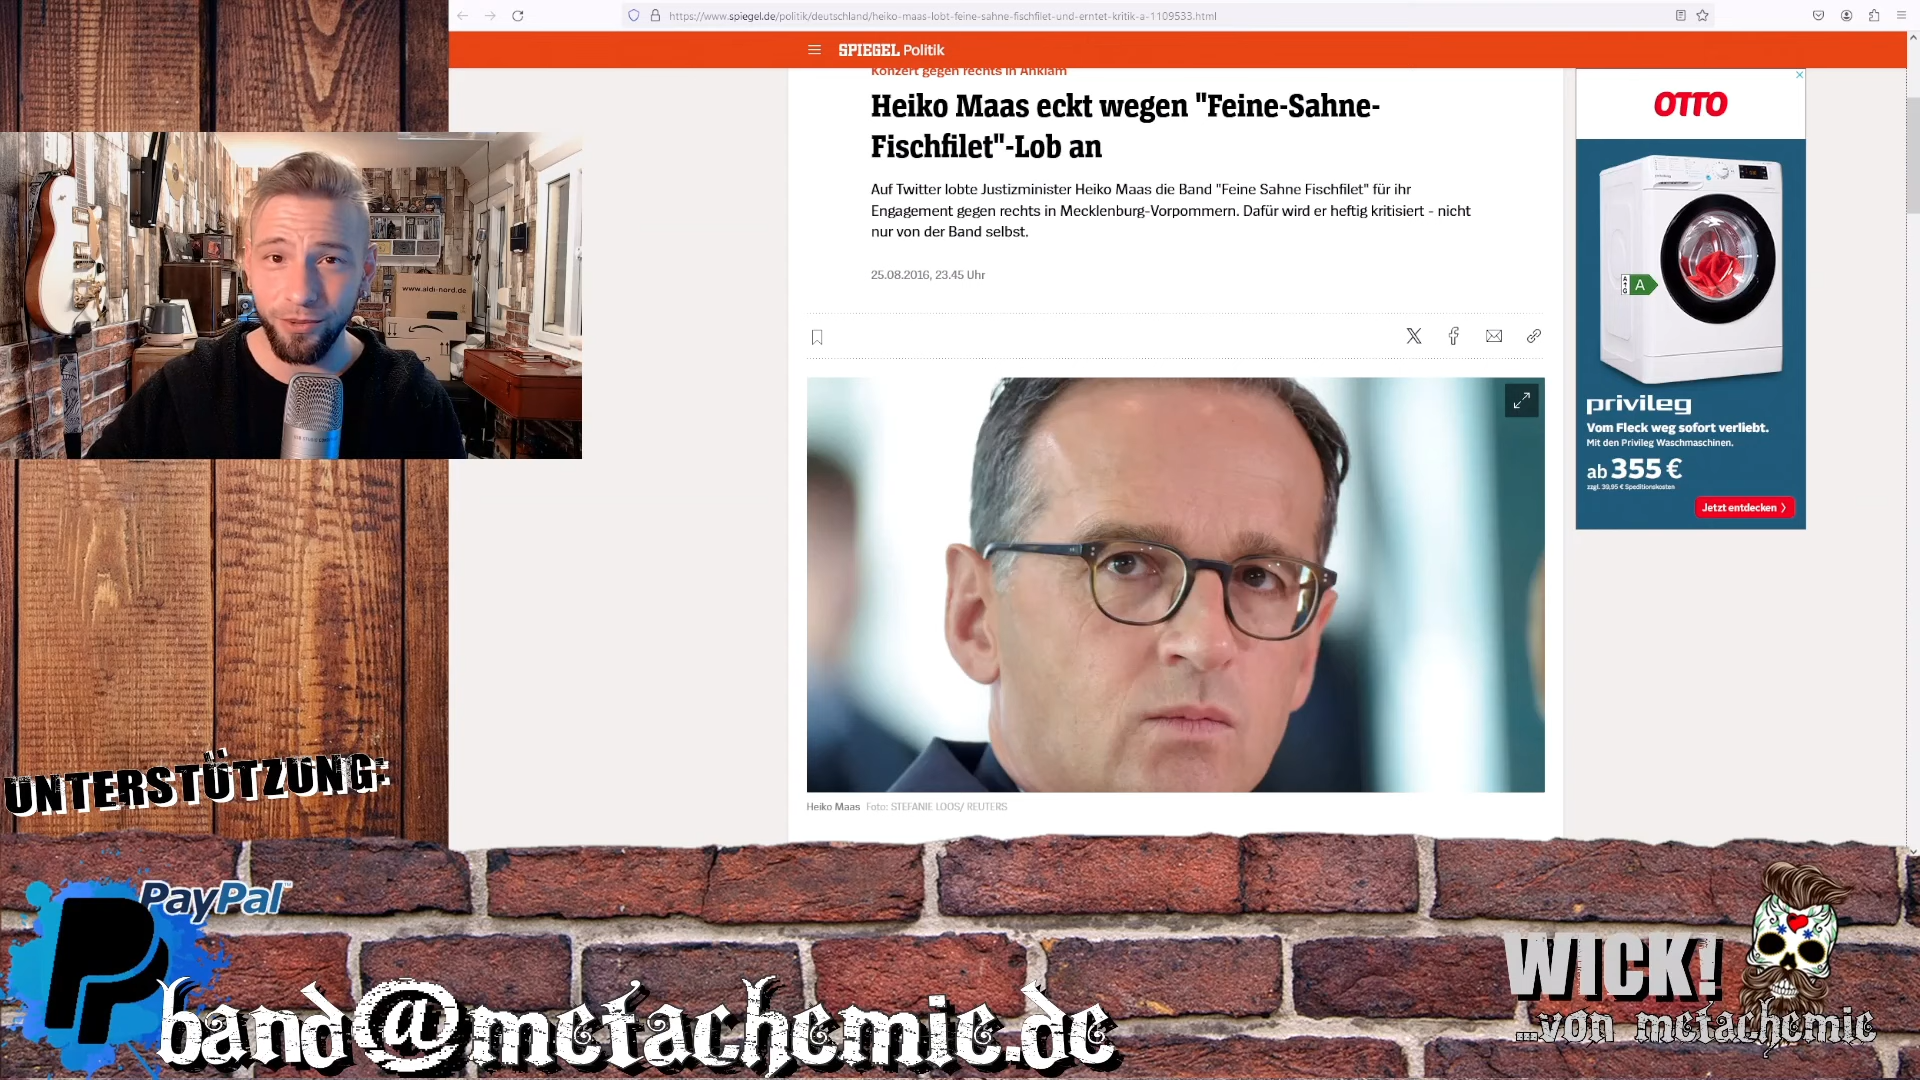 https://www.spiegel.de/politik/deutschland/heiko-maas-lobt-feine-sahne-fischfilet-und-erntet-kritik-a-1109533.html
SPIEGEL Politik
Konzert gegen rechts in Anklam
Heiko Maas eckt wegen "Feine-Sahne-
Fischfilet"-Lob an
Auf Twitter lobte Justizminister Heiko Maas die Band "Feine Sahne Fischfilet" für ihr
Engagement gegen rechts in Mecklenburg-Vorpommern. Dafür wird er heftig kritisiert - nicht
nur von der Band selbst.
25.08.2016, 23.45 Uhr
Heiko Maas Foto: STEFANIE LOOS/ REUTERS
OTTO
A
privileg
Vom Fleck weg sofort verliebt.
Mit den Privileg Waschmaschinen.
ab 355 €
zzgl. 39,95 € Speditionskosten
Jetzt entdecken
www.aldi-nord.de
UNTERSTÜTZUNG:
PayPal
band@metachemie.de
WICK!
...von metachemie